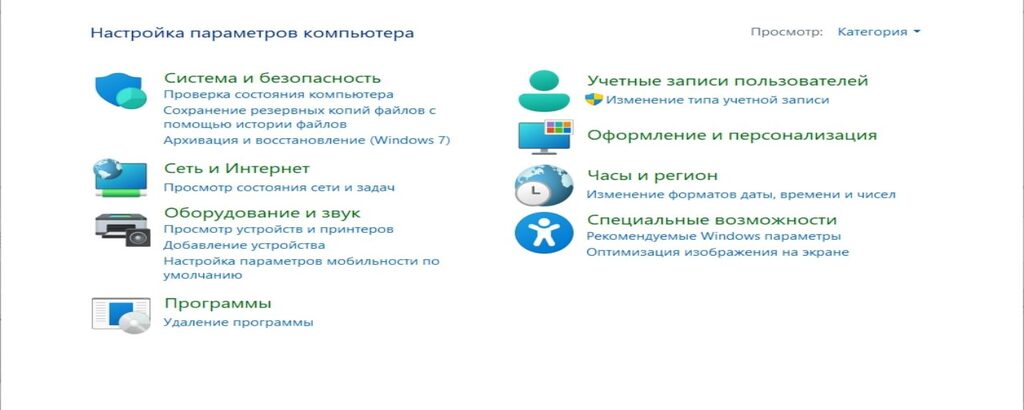 Настройка параметров компьютера
Просмотр: Категория
Система и безопасность
Проверка состояния компьютера
Сохранение резервных копий файлов с
помощью истории файлов
Архивация и восстановление (Windows 7)
Сеть и Интернет
Просмотр состояния сети и задач
Оборудование и звук
Просмотр устройств и принтеров
Добавление устройства
Настройка параметров мобильности по
умолчанию
Программы
Удаление программы
Учетные записи пользователей
Изменение типа учетной записи
Оформление и персонализация
Часы и регион
Изменение форматов даты, времени и чисел
Специальные возможности
Рекомендуемые Windows параметры
Оптимизация изображения на экране